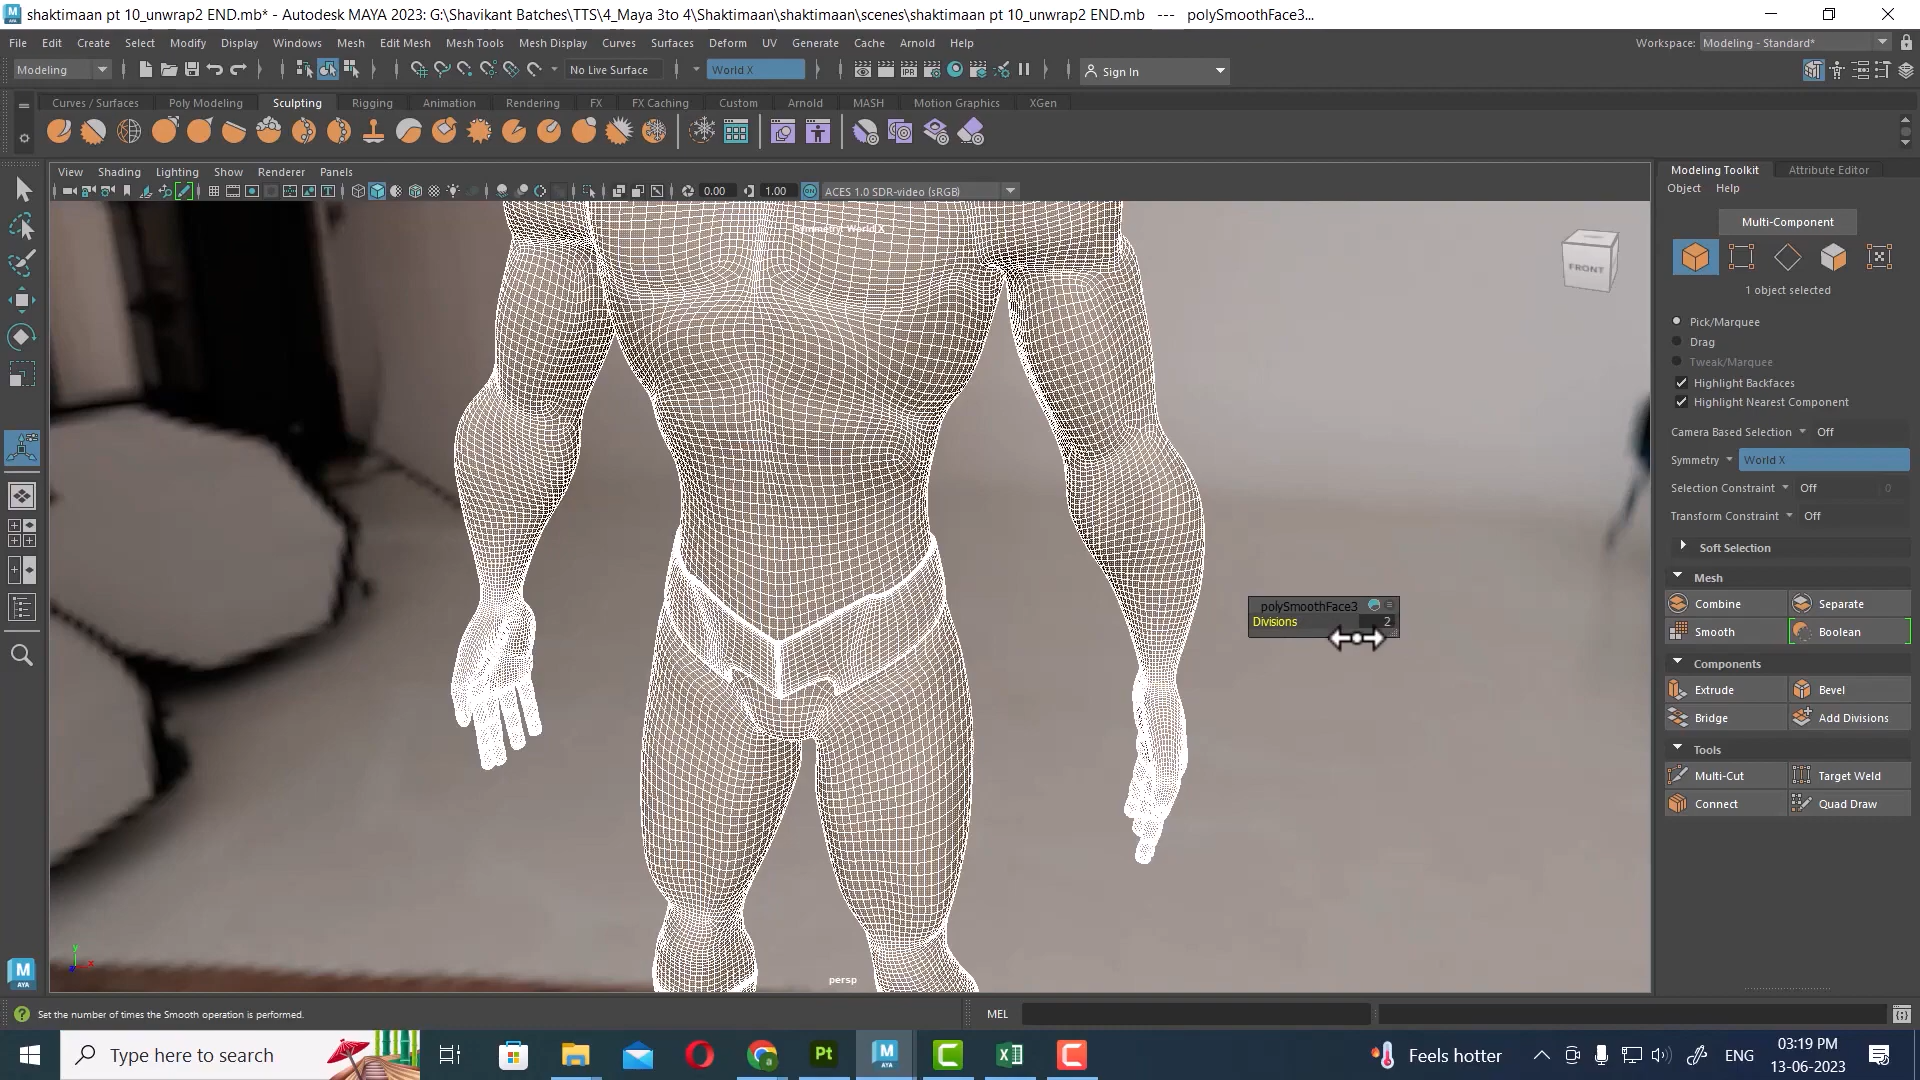 shaktimaan pt 10_unwrap2 END.mb* - Autodesk MAYA 2023: G:\Shavikant Batches\TTS\4_Maya 3to 4\Shaktimaan\shaktimaan\scenes\shaktimaan pt 10_unwrap2 END.mb --- polySmoothFace3...
File Edit Create Select Modify Display Windows Mesh Edit Mesh Mesh Tools Mesh Display Curves Surfaces Deform UV Generate Cache Arnold Help
Workspace: Modeling - Standard*
Modeling No Live Surface World X IPR Sign In
Curves / Surfaces Poly Modeling Sculpting Rigging Animation Rendering FX FX Caching Custom Arnold MASH Motion Graphics XGen
View Shading Lighting Show Renderer Panels
0.00 1.00 ON ACES 1.0 SDR-video (sRGB)
Symmetry: World X
FRONT
Modeling Toolkit Attribute Editor
Object Help
Multi-Component
1 object selected
Pick/Marquee
Drag
Tweak/Marquee
Highlight Backfaces
Highlight Nearest Component
Camera Based Selection Off
Symmetry World X
Selection Constraint Off 0
Transform Constraint Off
Soft Selection
Mesh
Combine Separate
Smooth Boolean
Components
Extrude Bevel
Bridge Add Divisions
Tools
Multi-Cut Target Weld
Connect Quad Draw
polySmoothFace3
Divisions 2
y
x
persp
M
AYA
Set the number of times the Smooth operation is performed.
MEL
Type here to search
Pt
M
AYA
Feels hotter
ENG
03:19 PM
13-06-2023